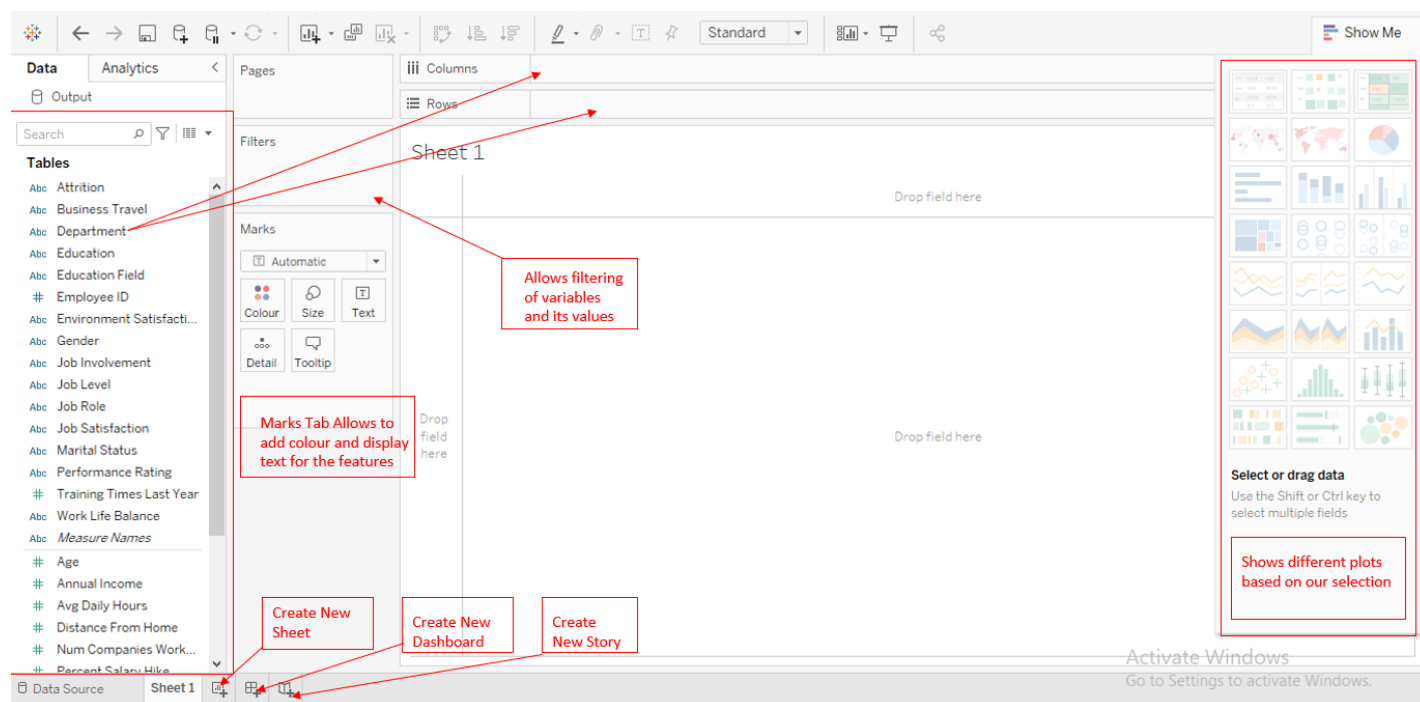 Standard
Show Me
Data
Analytics
Output
Search
Tables
Abc Attrition
Abc Business Travel
Abc Department
Abc Education
Abc Education Field
# Employee ID
Abc Environment Satisfacti...
Abc Gender
Abc Job Involvement
Abc Job Level
Abc Job Role
Abc Job Satisfaction
Abc Marital Status
Abc Performance Rating
# Training Times Last Year
Abc Work Life Balance
Abc Measure Names
# Age
# Annual Income
# Avg Daily Hours
# Distance From Home
# Num Companies Work...
# Percent Salary Hike
Pages
Filters
Marks
T Automatic
Colour
Size
T
Text
Detail
Tooltip
Marks Tab Allows to
add colour and display
text for the features
Columns
Rows
Sheet 1
Drop field here
Allows filtering
of variables
and its values
Drop
field
here
Drop field here
Select or drag data
Use the Shift or Ctrl key to
select multiple fields
Shows different plots
based on our selection
Create New
Sheet
Create New
Dashboard
Create
New Story
Activate Windows
Go to Settings to activate Windows.
Data Source
Sheet 1